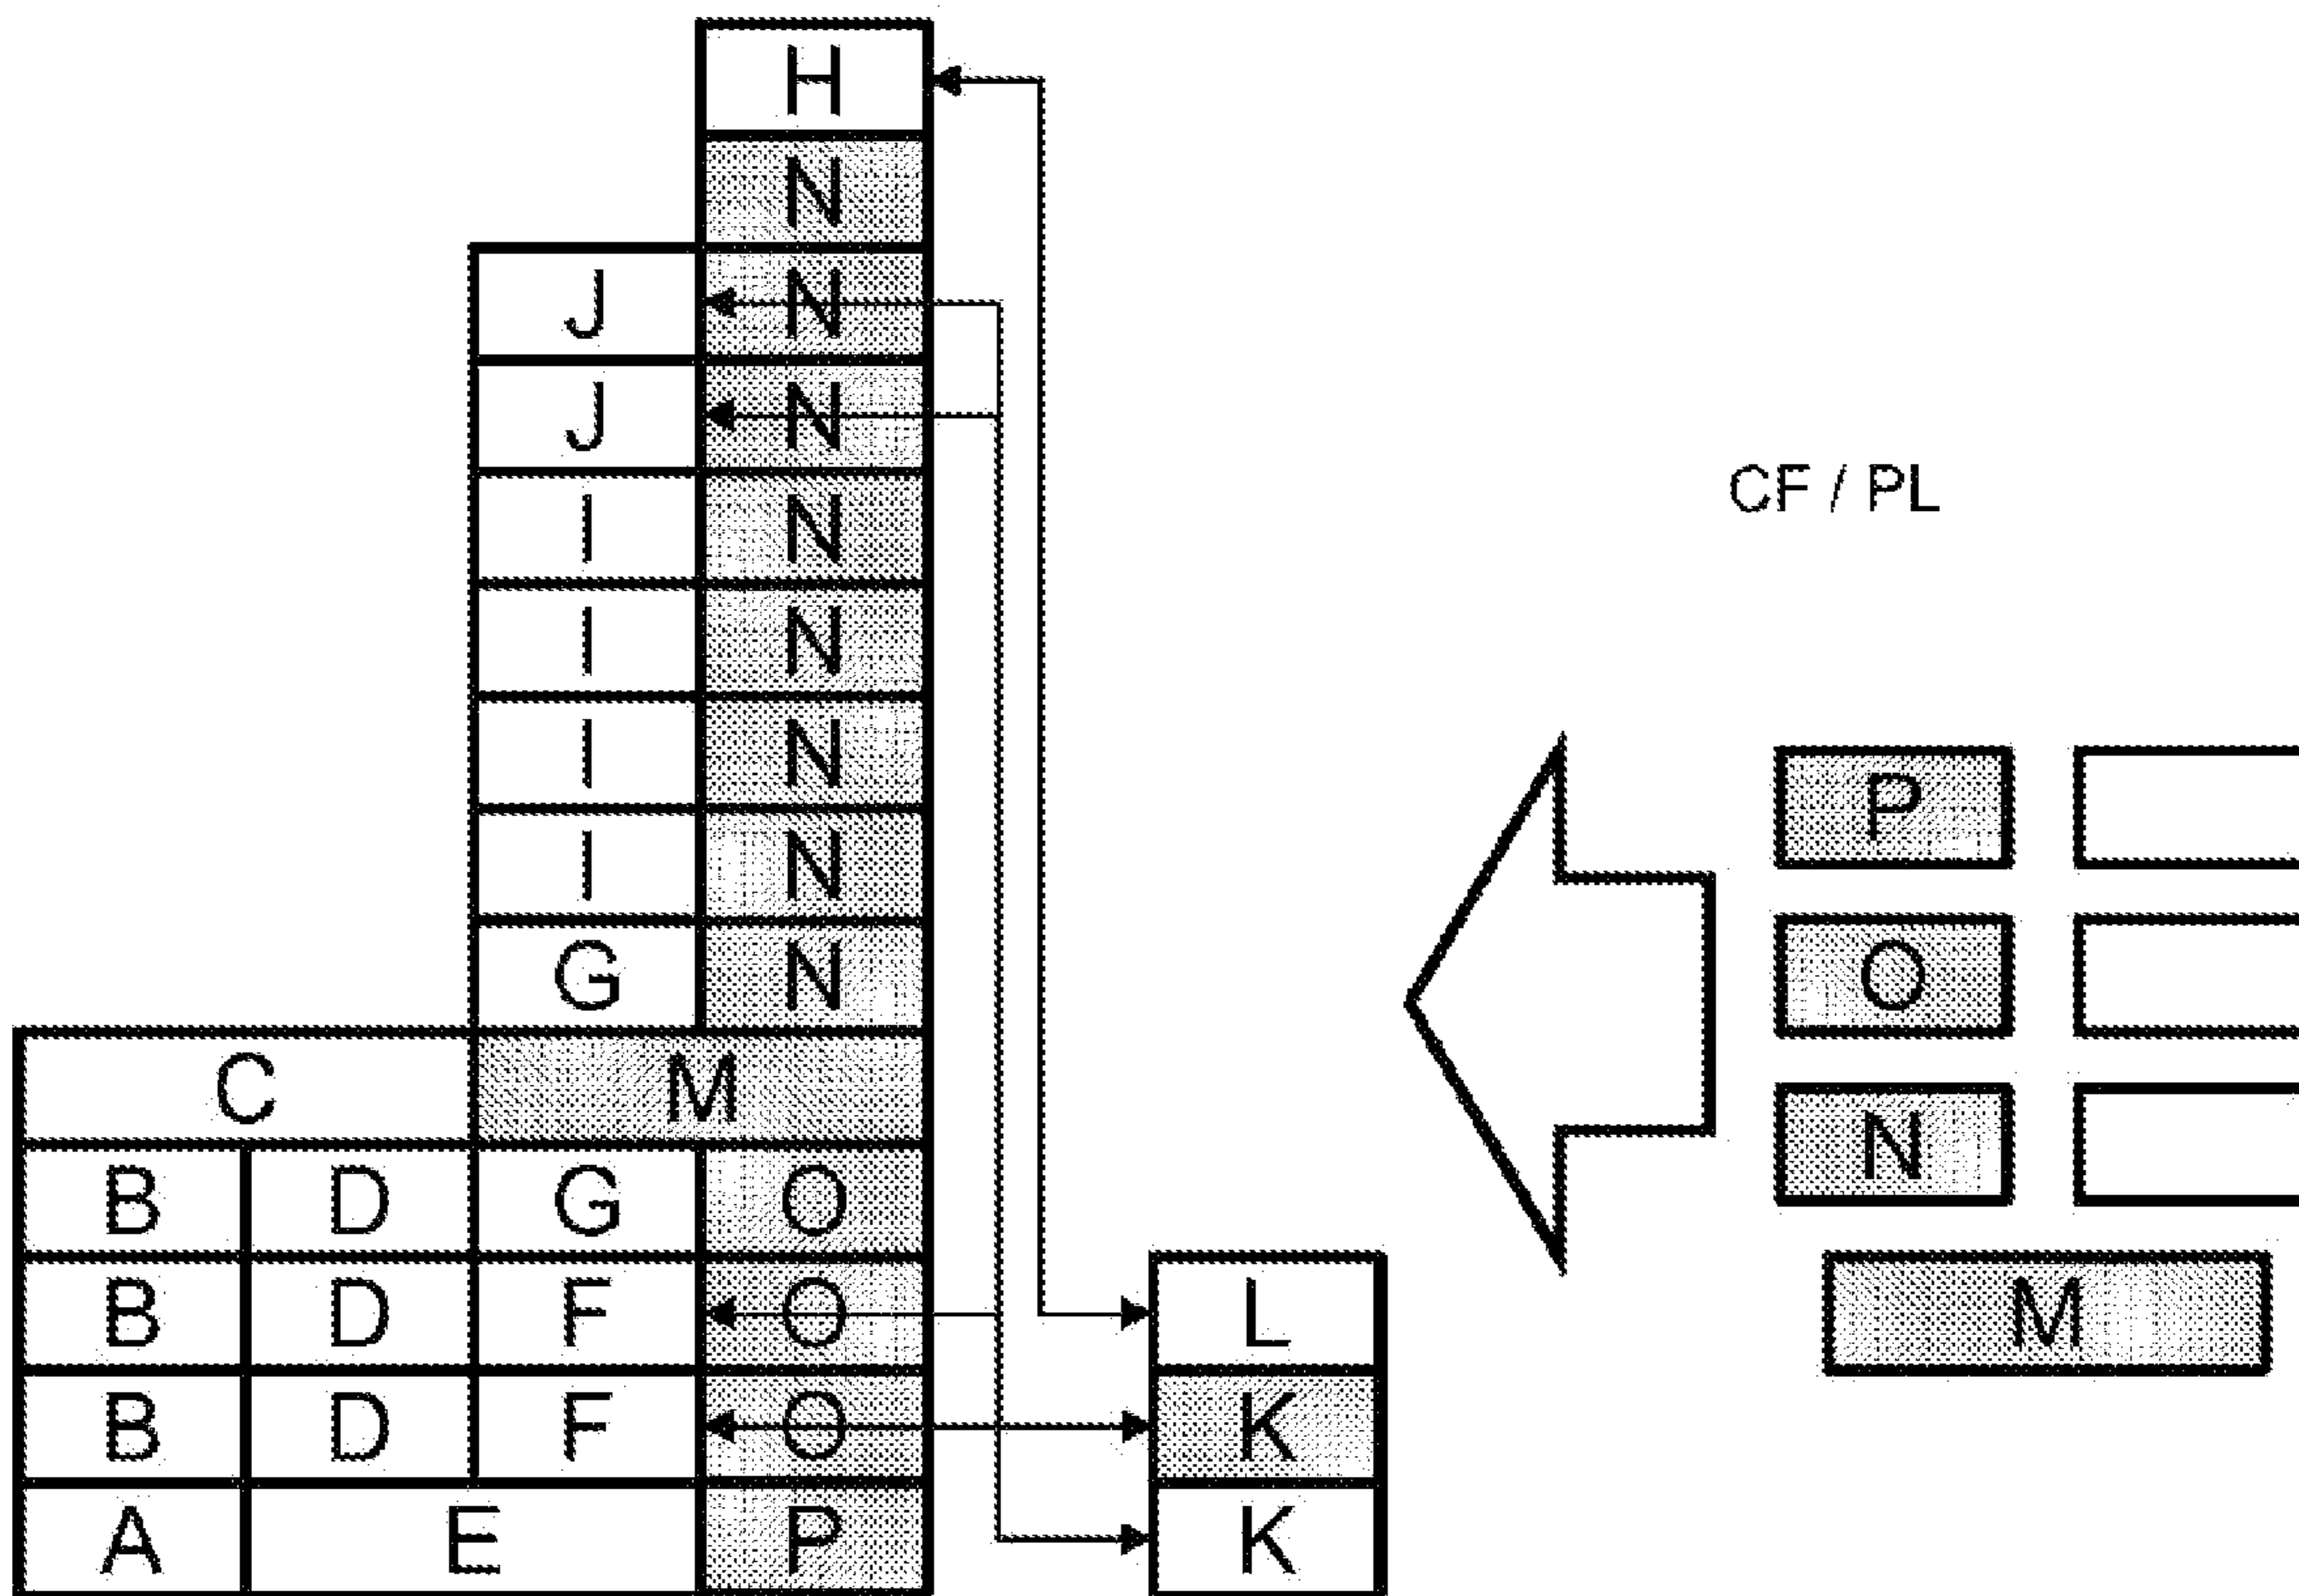 H
N
J N
J N
I N
CF / PL
I N
I N
P
I N
G N
O
C M
N
B D G O
B D F O
L
M
B D F O
K
A E P
K